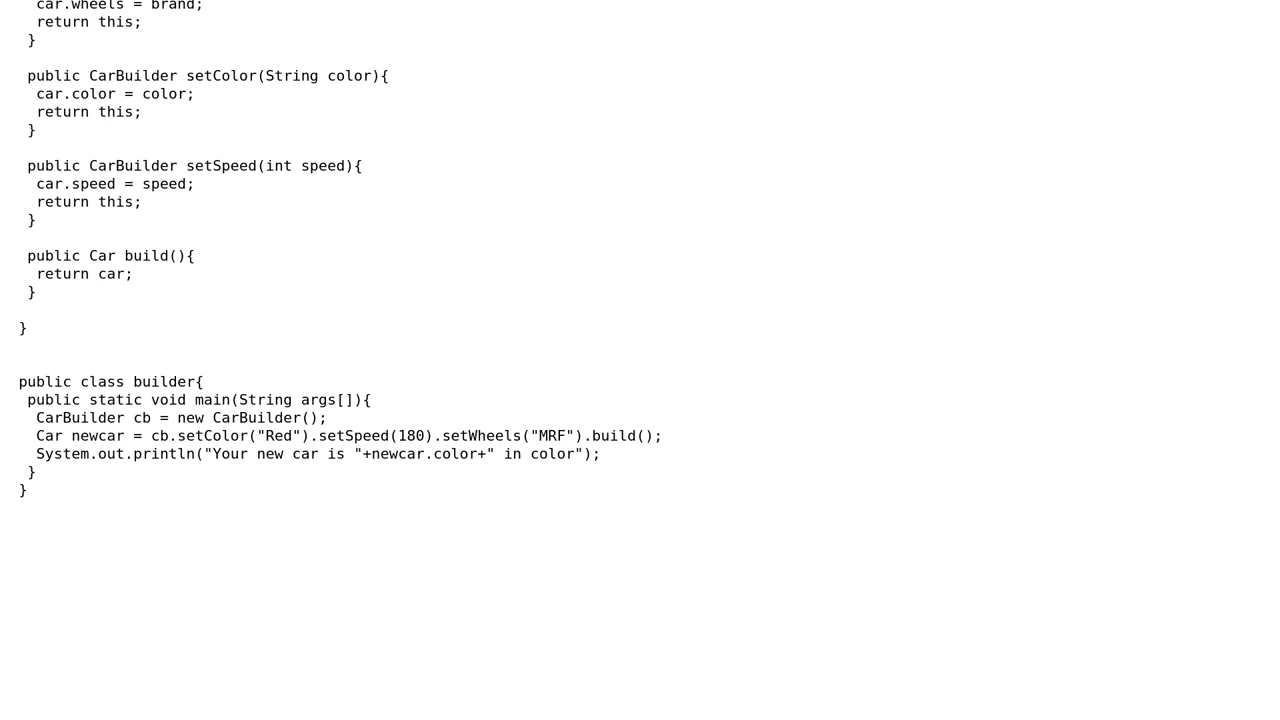 car.wheels = brand;
return this;
}
public CarBuilder setColor(String color){
car.color = color;
return this;
}
public CarBuilder setSpeed(int speed){
car.speed = speed;
return this;
}
public Car build(){
return car;
}
}
public class builder{
public static void main(String args[]){
CarBuilder cb = new CarBuilder();
Car newcar = cb.setColor("Red").setSpeed(180).setWheels("MRF").build();
System.out.println("Your new car is "+newcar.color+" in color");
}
}